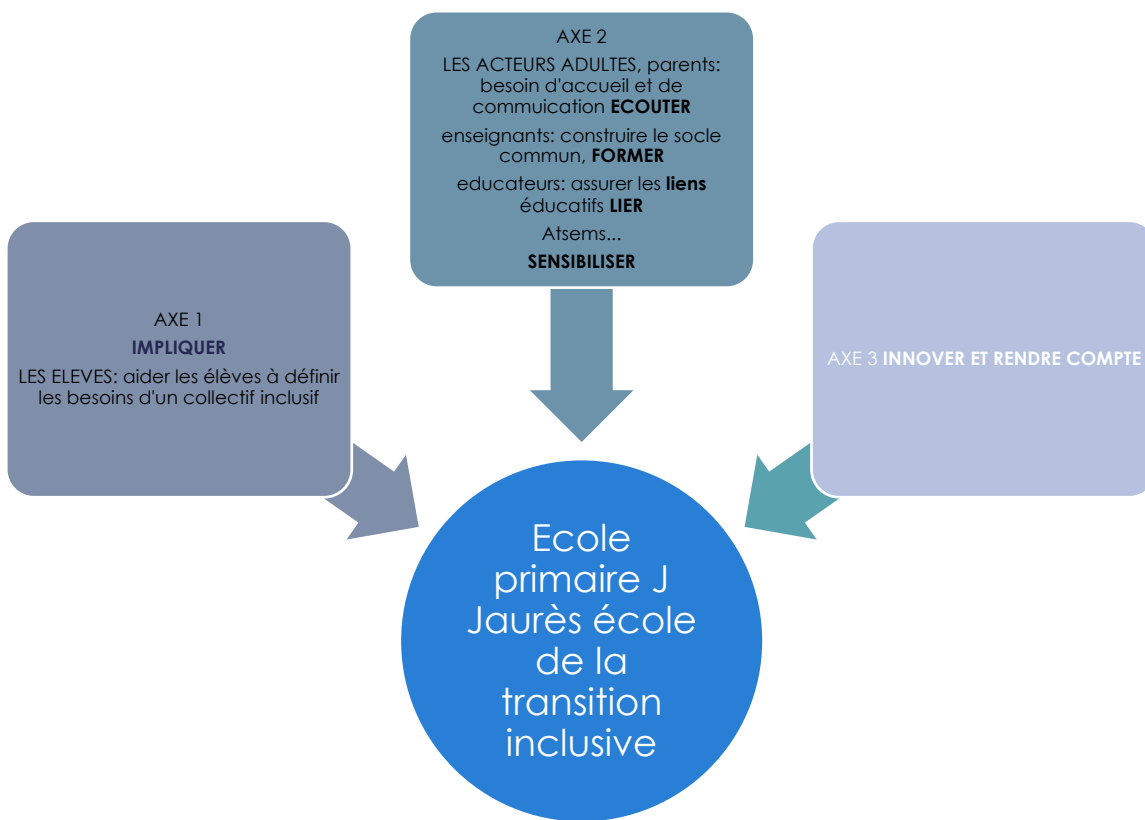 AXE 2
LES ACTEURS ADULTES, parents:
besoin d'accueil et de
commuication ECOUTER
enseignants: construire le socle
commun, FORMER
educateurs: assurer les liens
éducatifs LIER
Atsems...
SENSIBILISER
AXE 1
IMPLIQUER
LES ELEVES: aider les élèves à définir
les besoins d'un collectif inclusif
AXE 3 INNOVER ET RENDRE COMPTE
Ecole
primaire J
Jaurès école
de la
transition
inclusive